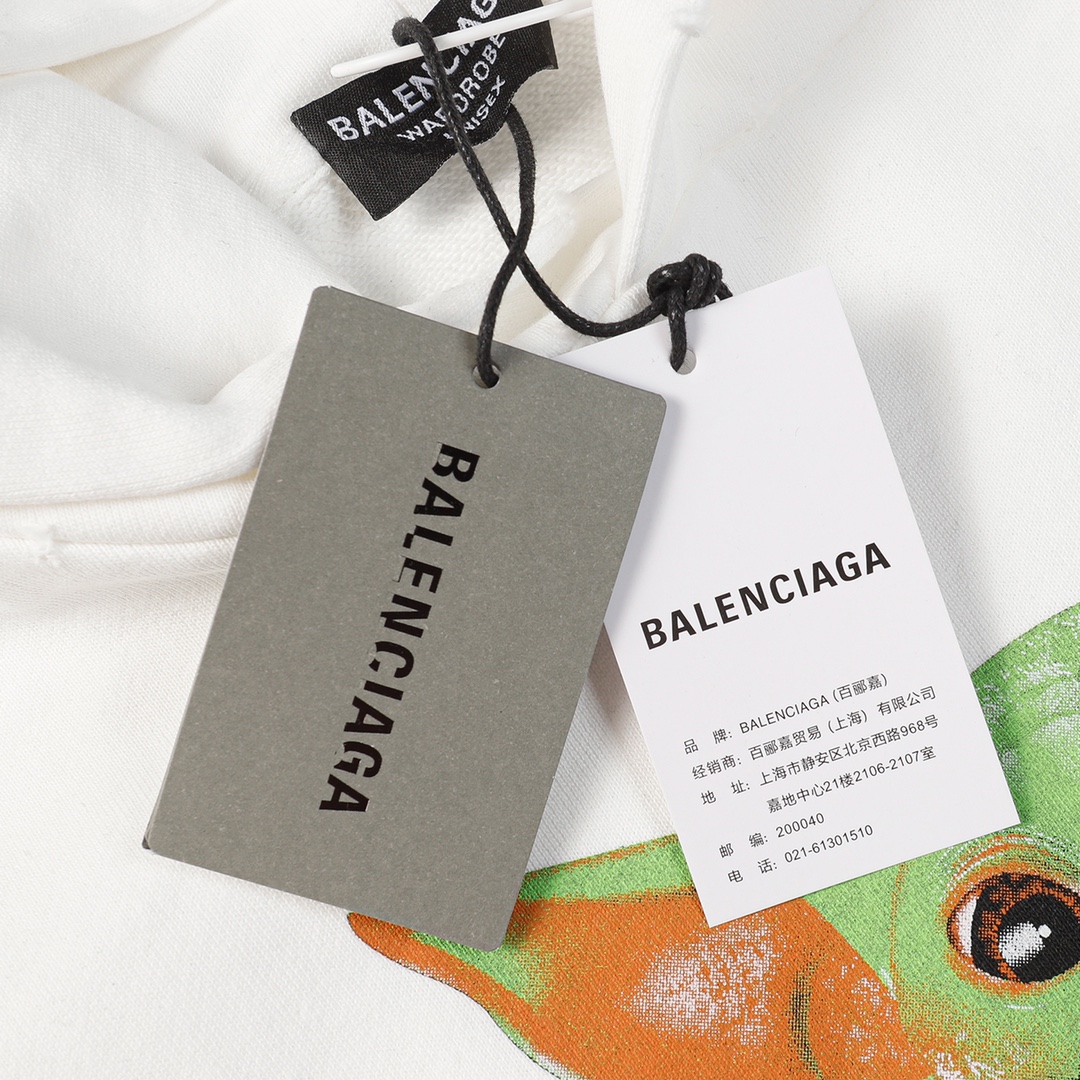 BALENCIAG
WARDROBE
UNISEX
BALENCIAGA
BALENCIAGA
品 牌: BALENCIAGA (百郦嘉)
经销商: 百郦嘉贸易（上海）有限公司
地 址: 上海市静安区北京西路968号
嘉地中心21楼2106-2107室
邮 编: 200040
电 话: 021-61301510